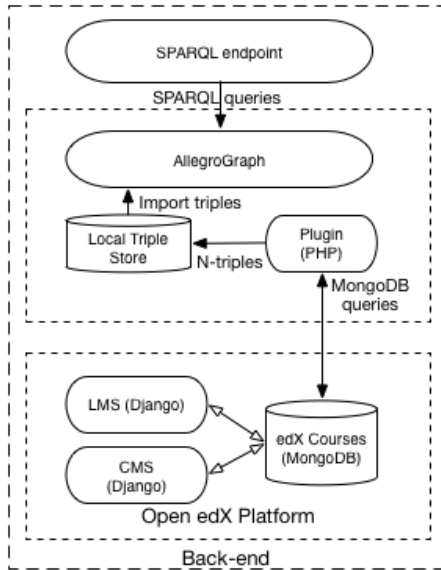 SPARQL endpoint
SPARQL queries
AllegroGraph
Import triples
Local Triple
Store
Plugin
(PHP)
N-triples
MongoDB
queries
LMS (Django)
edX Courses
(MongoDB)
CMS
(Django)
Open edX Platform
Back-end